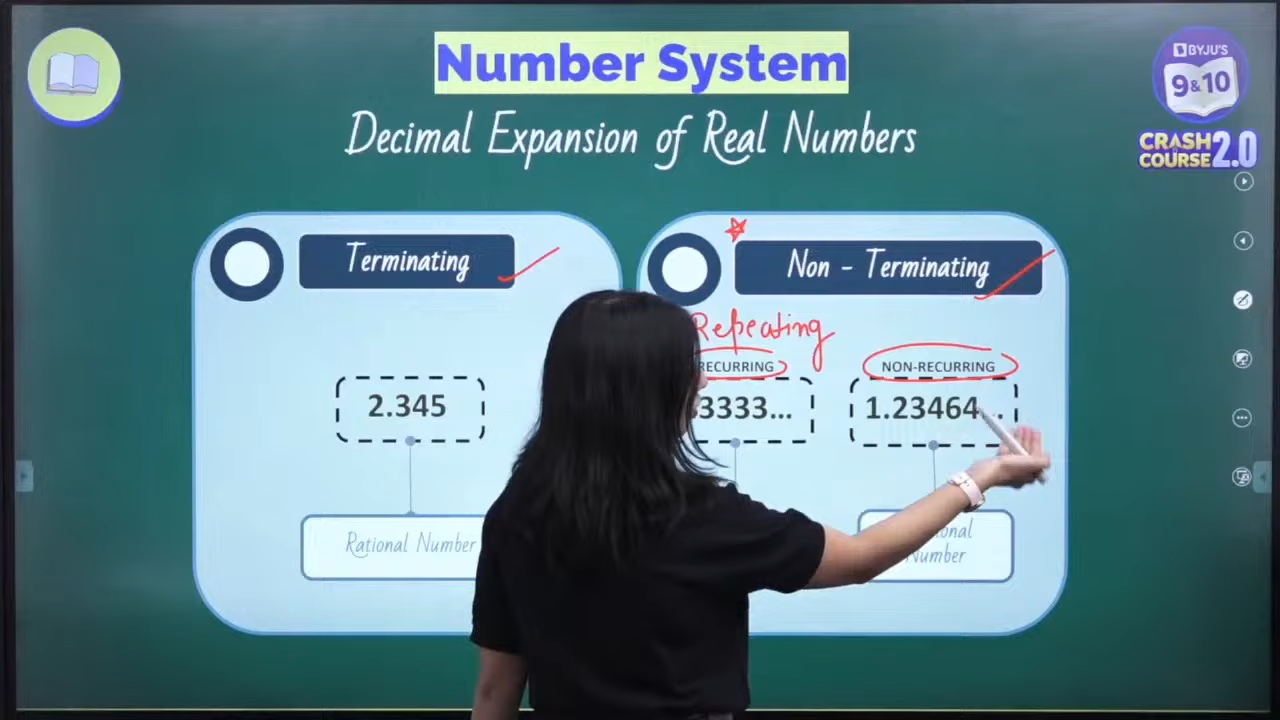 Number System
Decimal Expansion of Real Numbers
BYJU'S
9 & 10
CRASH
COURSE 2.0
Terminating
Non - Terminating
Repeating
RECURRING
NON-RECURRING
2.345
.3333...
1.23464...
Rational Number
Number